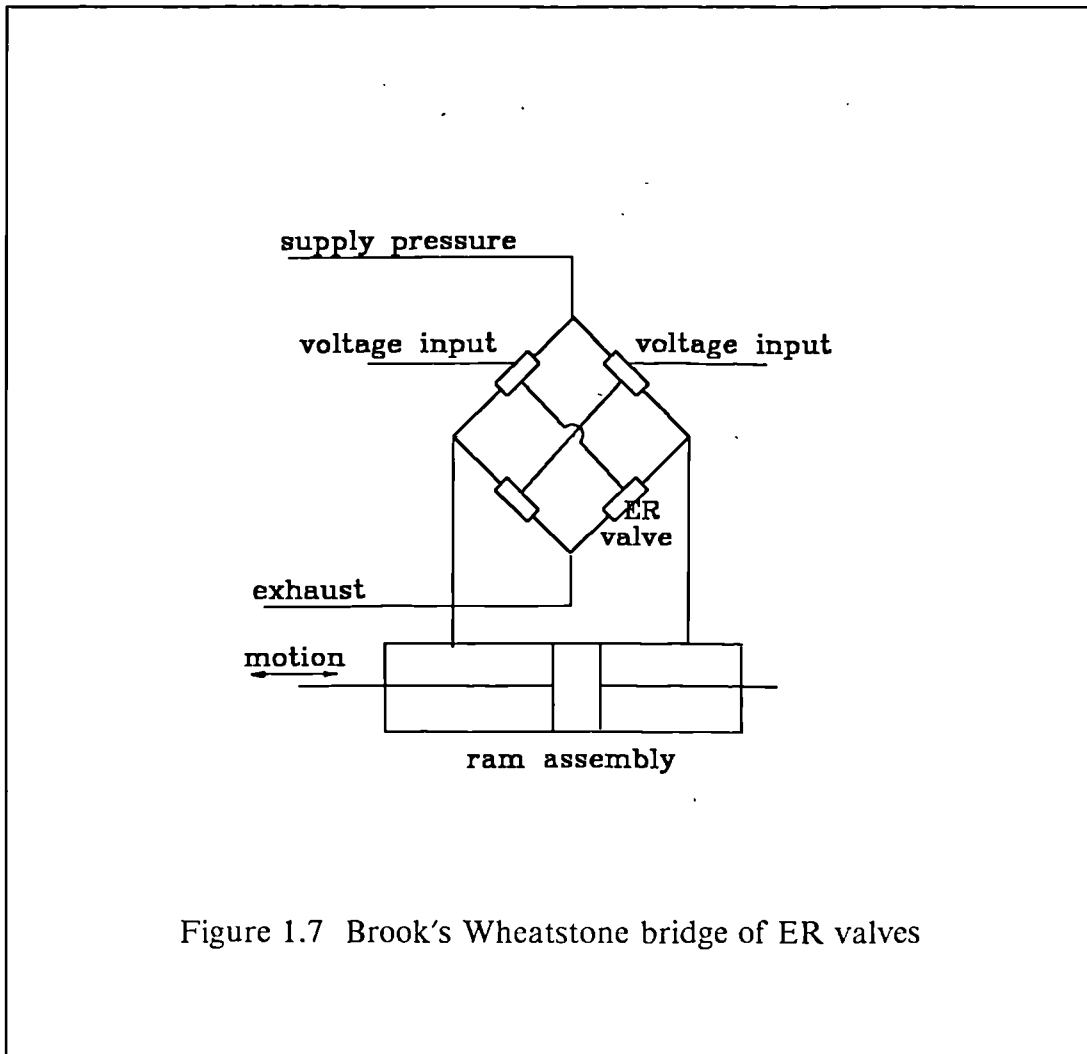 supply pressure
voltage input
voltage input
ER
valve
exhaust
motion
ram assembly
Figure 1.7 Brook's Wheatstone bridge of ER valves